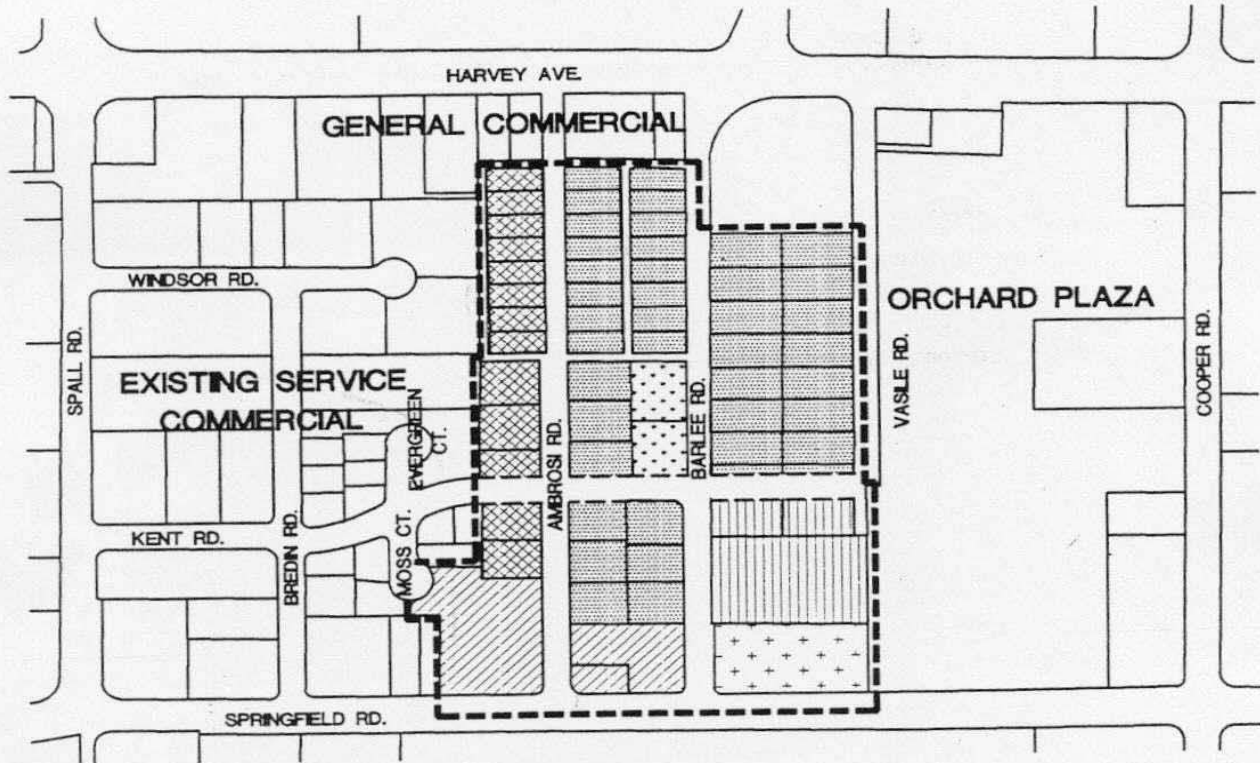 HARVEY AVE.
GENERAL COMMERCIAL
WINDSOR RD.
ORCHARD PLAZA
SPALL RD.
EXISTING SERVICE
COMMERCIAL
EVERGREEN
CT.
AMBROSI RD.
BARLEE RD.
VASILE RD.
COOPER RD.
KENT RD.
BREDIN RD.
MOSS CT.
SPRINGFIELD RD.